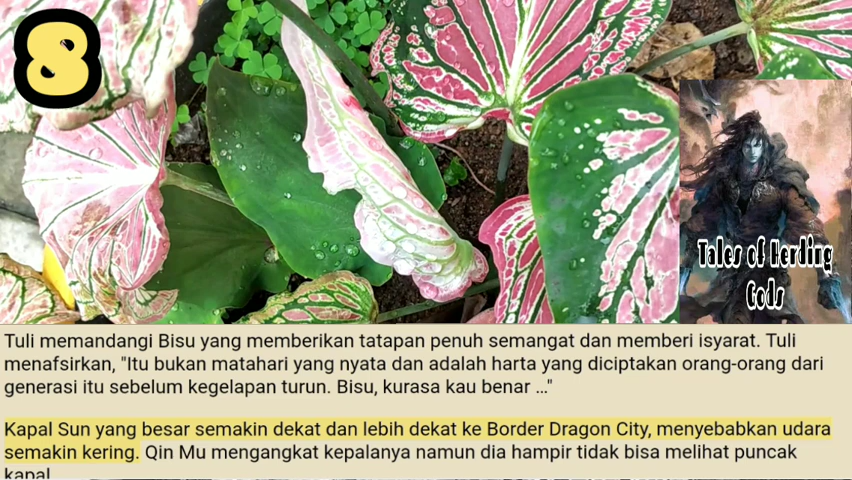 8
Tales of Herding
Gods
Tuli memandangi Bisu yang memberikan tatapan penuh semangat dan memberi isyarat. Tuli
menafsirkan, "Itu bukan matahari yang nyata dan adalah harta yang diciptakan orang-orang dari
generasi itu sebelum kegelapan turun. Bisu, kurasa kau benar ..."
Kapal Sun yang besar semakin dekat dan lebih dekat ke Border Dragon City, menyebabkan udara
semakin kering. Qin Mu mengangkat kepalanya namun dia hampir tidak bisa melihat puncak
kapal